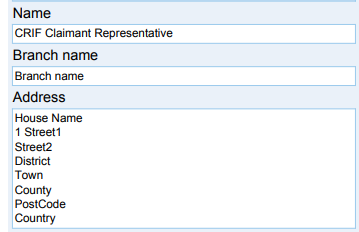 Name
CRIF Claimant Representative
Branch name
Branch name
Address
House Name
1 Street1
Street2
District
Town
County
PostCode
Country